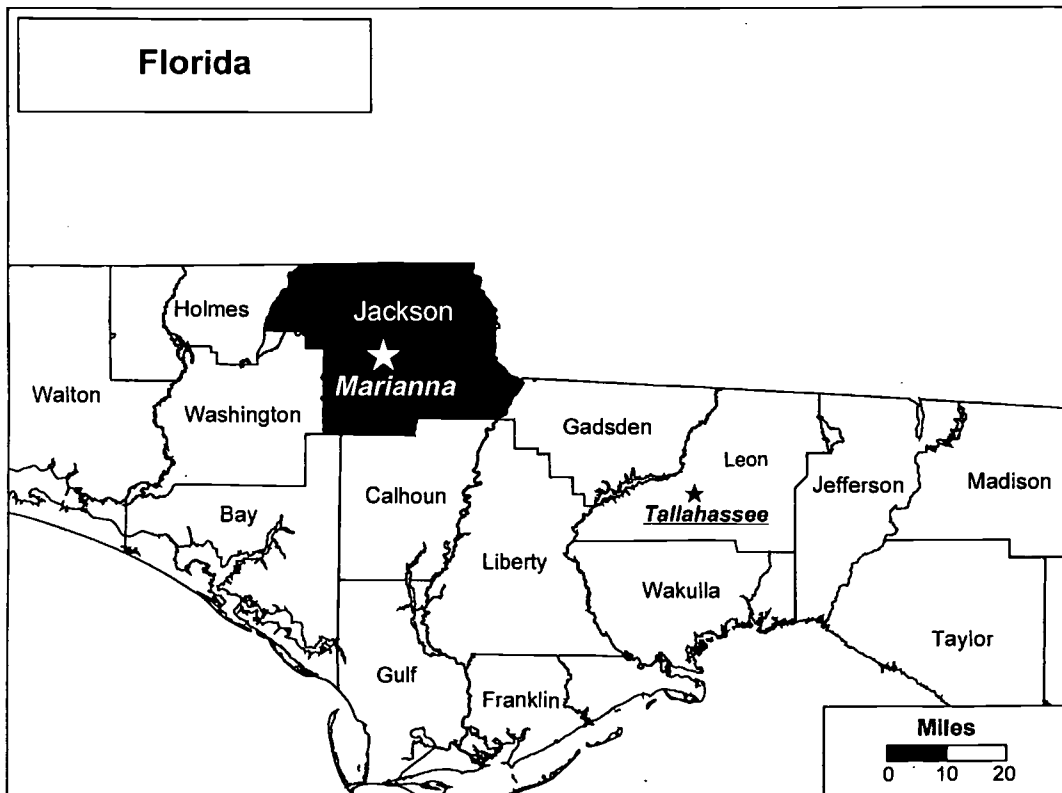 Florida
Holmes
Jackson
Marianna
Walton
Washington
Gadsden
Leon
Jefferson
Madison
Calhoun
Bay
Tallahassee
Liberty
Wakulla
Taylor
Gulf
Franklin
Miles
0 10 20